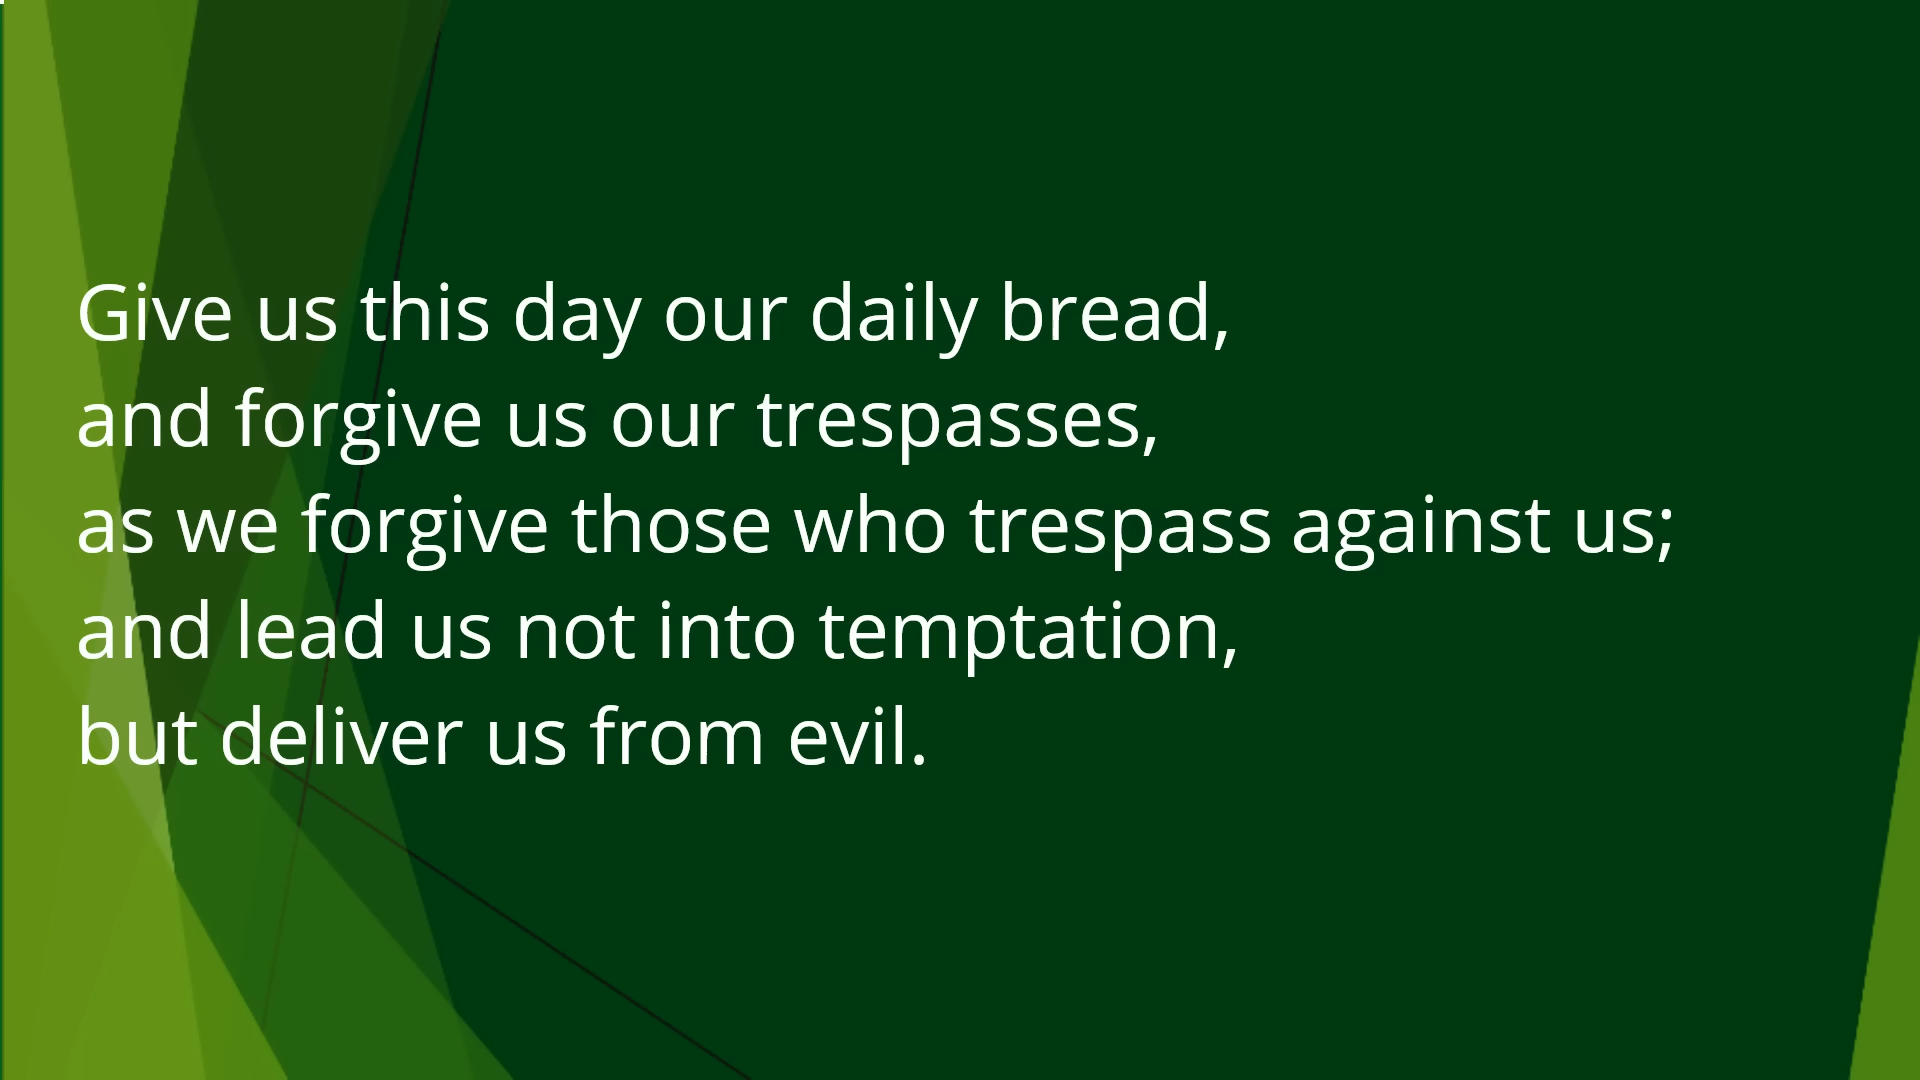 Give us this day our daily bread,
and forgive us our trespasses,
as we forgive those who trespass against us;
and lead us not into temptation,
but deliver us from evil.